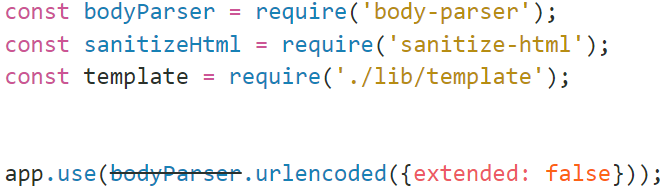 const bodyParser = require('body-parser');
const sanitizeHtml = require('sanitize-html');
const template = require('./lib/template');
app.use(bodyParser.urlencoded({extended: false}));